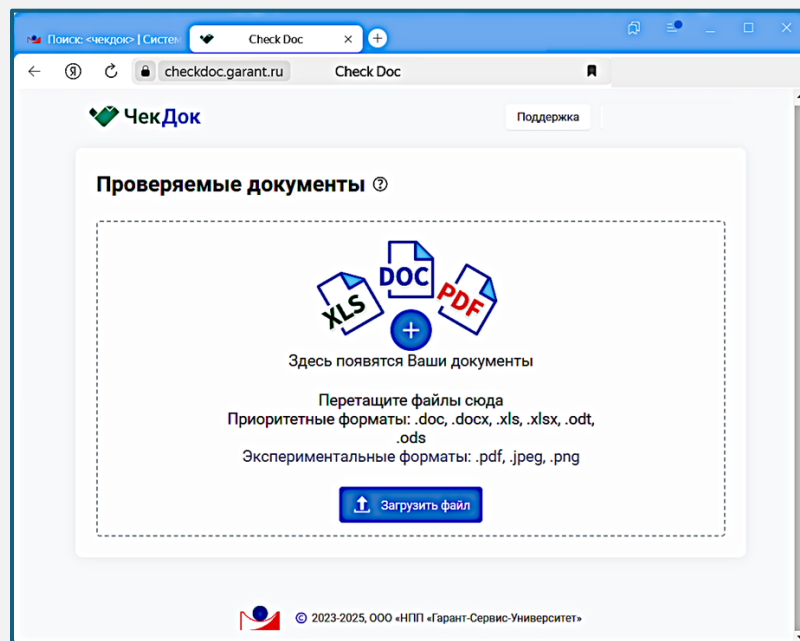 Поиск: <чекдок> | Систем
Check Doc
checkdoc.garant.ru
Check Doc
ЧекДок
Поддержка
Проверяемые документы
XLS
DOC
PDF
Здесь появятся Ваши документы
Перетащите файлы сюда
Приоритетные форматы: .doc, .docx, .xls, .xlsx, .odt,
.ods
Экспериментальные форматы: .pdf, .jpeg, .png
Загрузить файл
© 2023-2025, ООО «НПП «Гарант-Сервис-Университет»